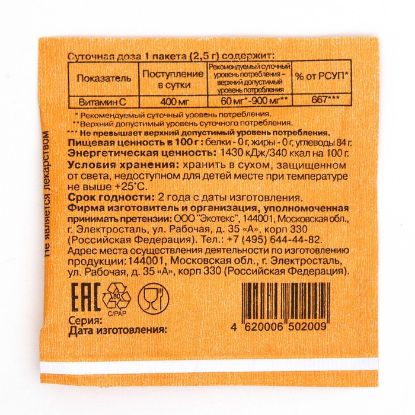 Суточная доза 1 пакета (2,5 г) содержит:
Показатель Поступление в сутки Рекомендуемый суточный уровень потребления - верхний допустимый уровень потребления % от РСУП*
Витамин С 400 мг 60 мг*-900 мг** 667***
* Рекомендуемый суточный уровень потребления.
**Верхний допустимый уровень суточного потребления.
*** Не превышает верхний допустимый уровень потребления.
Пищевая ценность в 100 г: белки - 0г, жиры - 0 г, углеводы 84 г.
Энергетическая ценность: 1430 кДж/340 ккал на 100 г.
Условия хранения: хранить в сухом, защищенном
от света, недоступном для детей месте при температуре
не выше +25°С.
Срок годности: 2 года с даты изготовления.
Фирма изготовитель и организация, уполномоченная
принимать претензии: ООО "Экотекс", 144001, Московская обл.,
г. Электросталь, ул. Рабочая, д. 35 «А», корп 330
(Российская Федерация). Тел.: +7 (495) 644-44-82.
Адрес места осуществления деятельности по изготовлению
продукции: 144001, Московская обл., г. Электросталь,
ул. Рабочая, д. 35 «А», корп 330 (Российская Федерация).
ЕАС
C/PAP
Серия:
Дата изготовления:
4 620006 502009
Не является лекарством